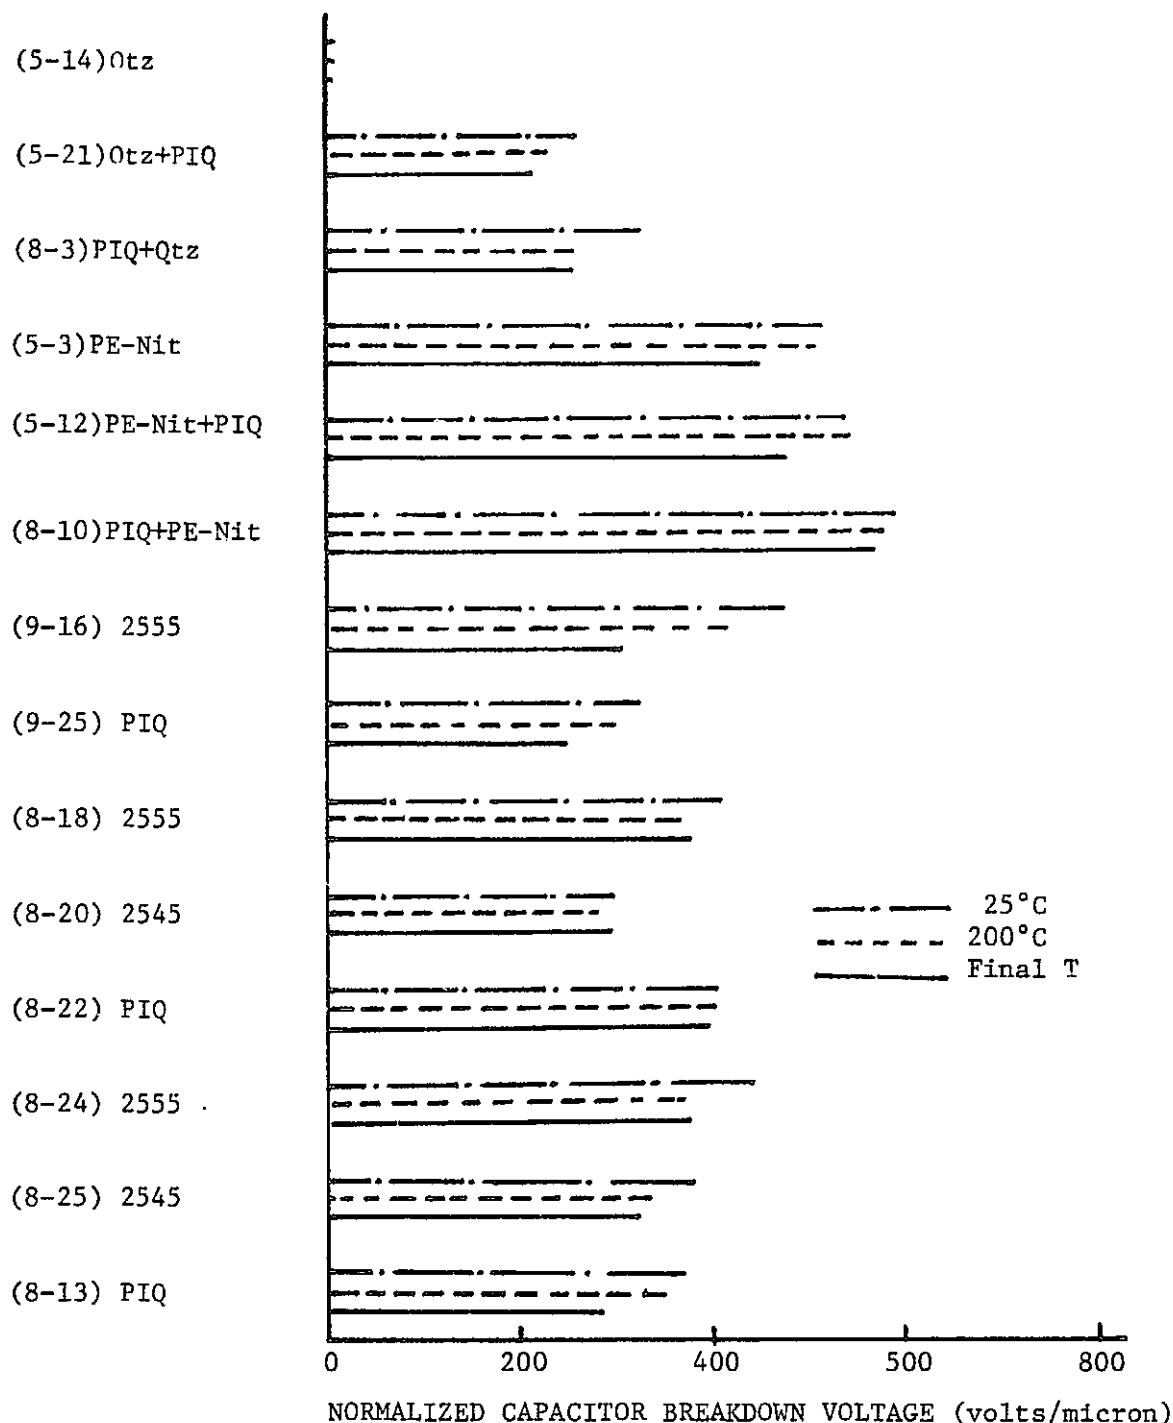 (5-14)Otz
(5-21)Otz+PIQ
(8-3)PIQ+Qtz
(5-3)PE-Nit
(5-12)PE-Nit+PIQ
(8-10)PIQ+PE-Nit
(9-16) 2555
(9-25) PIQ
(8-18) 2555
(8-20) 2545
25°C
200°C
Final T
(8-22) PIQ
(8-24) 2555
(8-25) 2545
(8-13) PIQ
0 200 400 500 800
NORMALIZED CAPACITOR BREAKDOWN VOLTAGE (volts/micron)